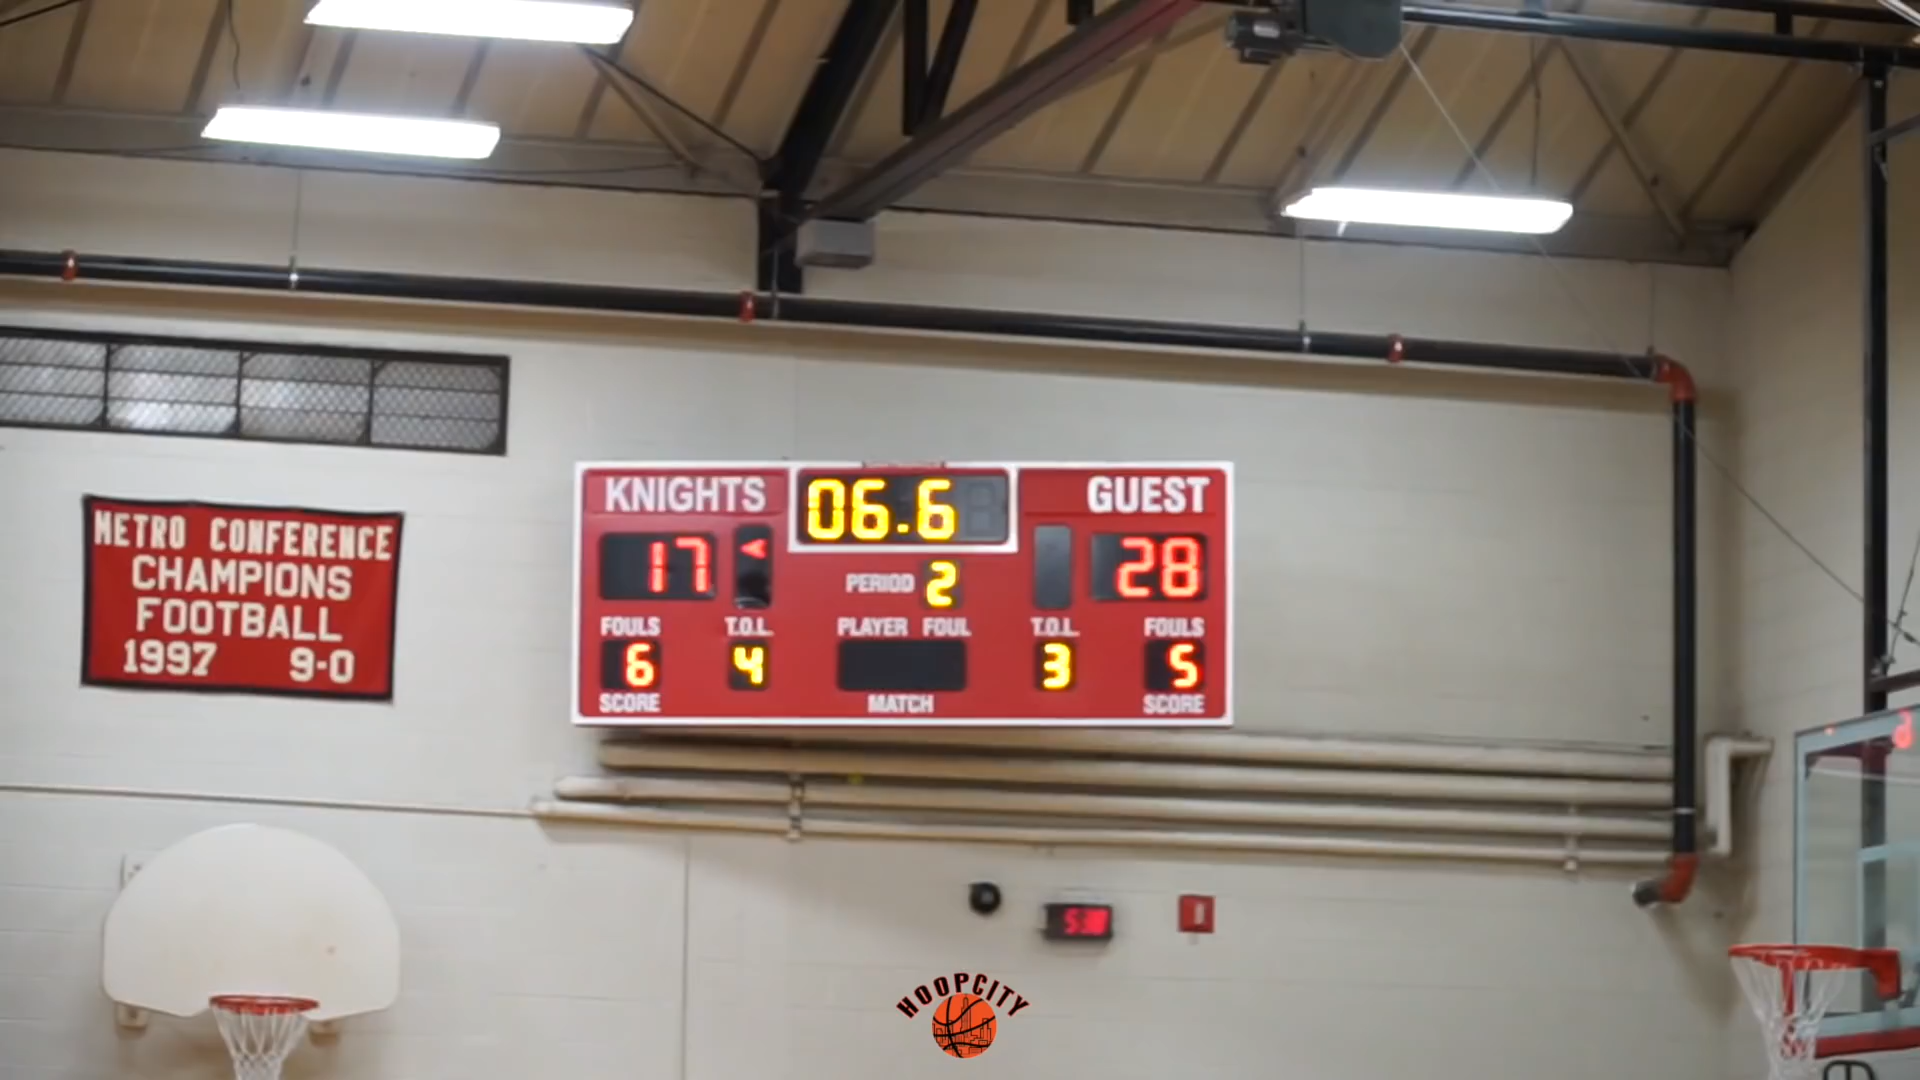 METRO CONFERENCE
CHAMPIONS
FOOTBALL
1997 9-0
KNIGHTS 06.6 GUEST
17 28
PERIOD 2
FOULS T.O.L. PLAYER FOUL T.O.L. FOULS
6 4 3 5
SCORE MATCH SCORE
HOOPCITY